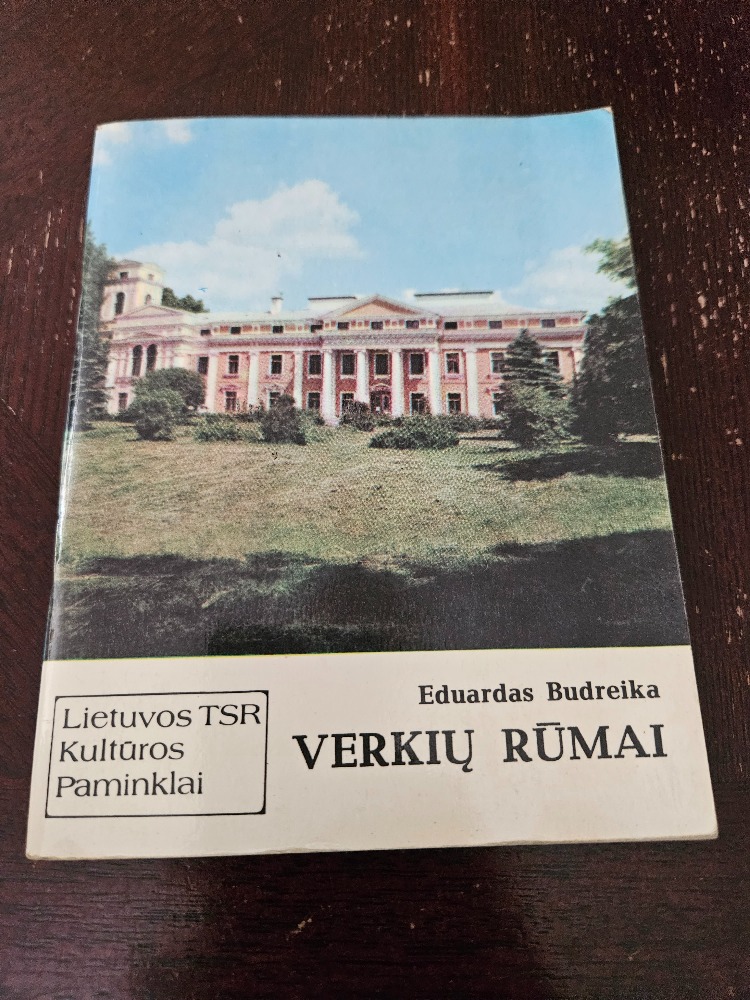 Eduardas Budreika
VERKIŲ RŪMAI
Lietuvos TSR
Kultūros
Paminklai